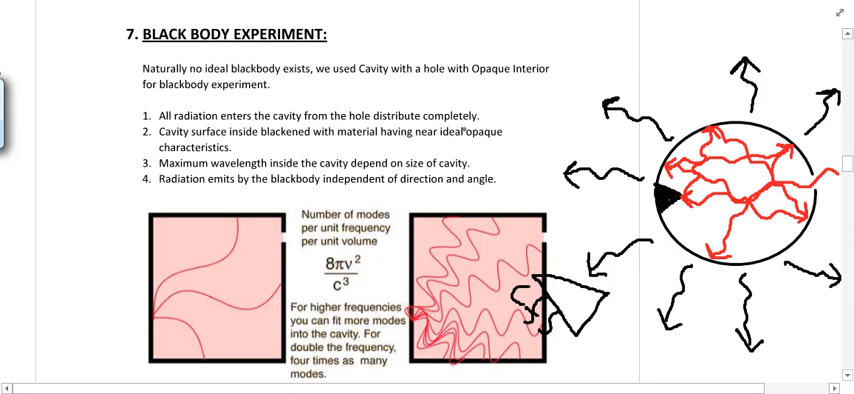 7. BLACK BODY EXPERIMENT:
Naturally no ideal blackbody exists, we used Cavity with a hole with Opaque Interior
for blackbody experiment.
1. All radiation enters the cavity from the hole distribute completely.
2. Cavity surface inside blackened with material having near ideal opaque
characteristics.
3. Maximum wavelength inside the cavity depend on size of cavity.
4. Radiation emits by the blackbody independent of direction and angle.
Number of modes
per unit frequency
per unit volume
8πν²
c³
For higher frequencies
you can fit more modes
into the cavity. For
double the frequency,
four times as many
modes.